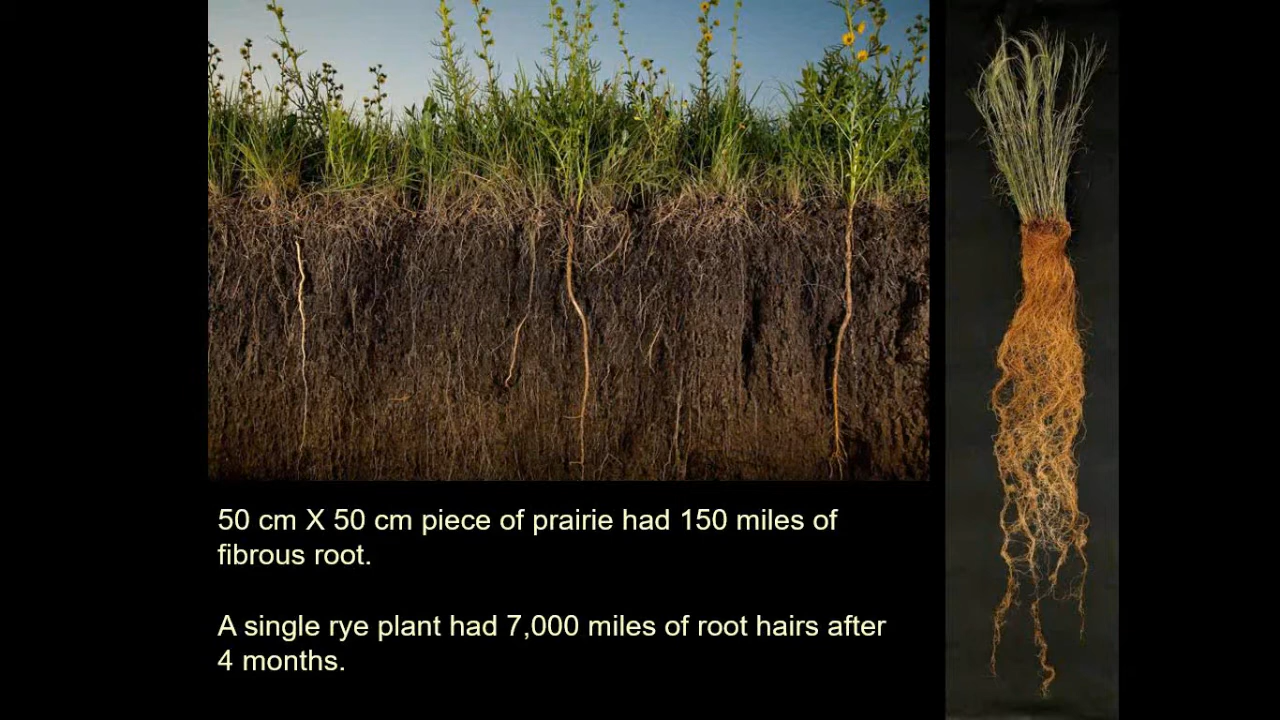 50 cm X 50 cm piece of prairie had 150 miles of
fibrous root.
A single rye plant had 7,000 miles of root hairs after
4 months.